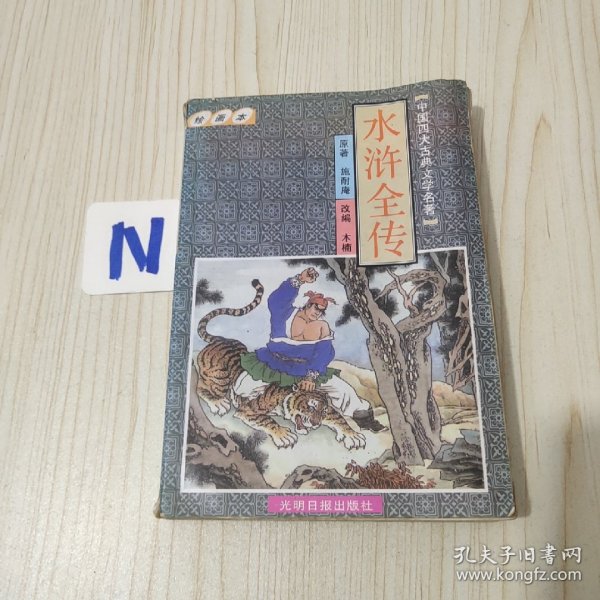 绘画本
【中国四大古典文学名著】
水浒全传
原著 施耐庵
改编 木楠
光明日报出版社
N
孔夫子旧书网
www.kongfz.com